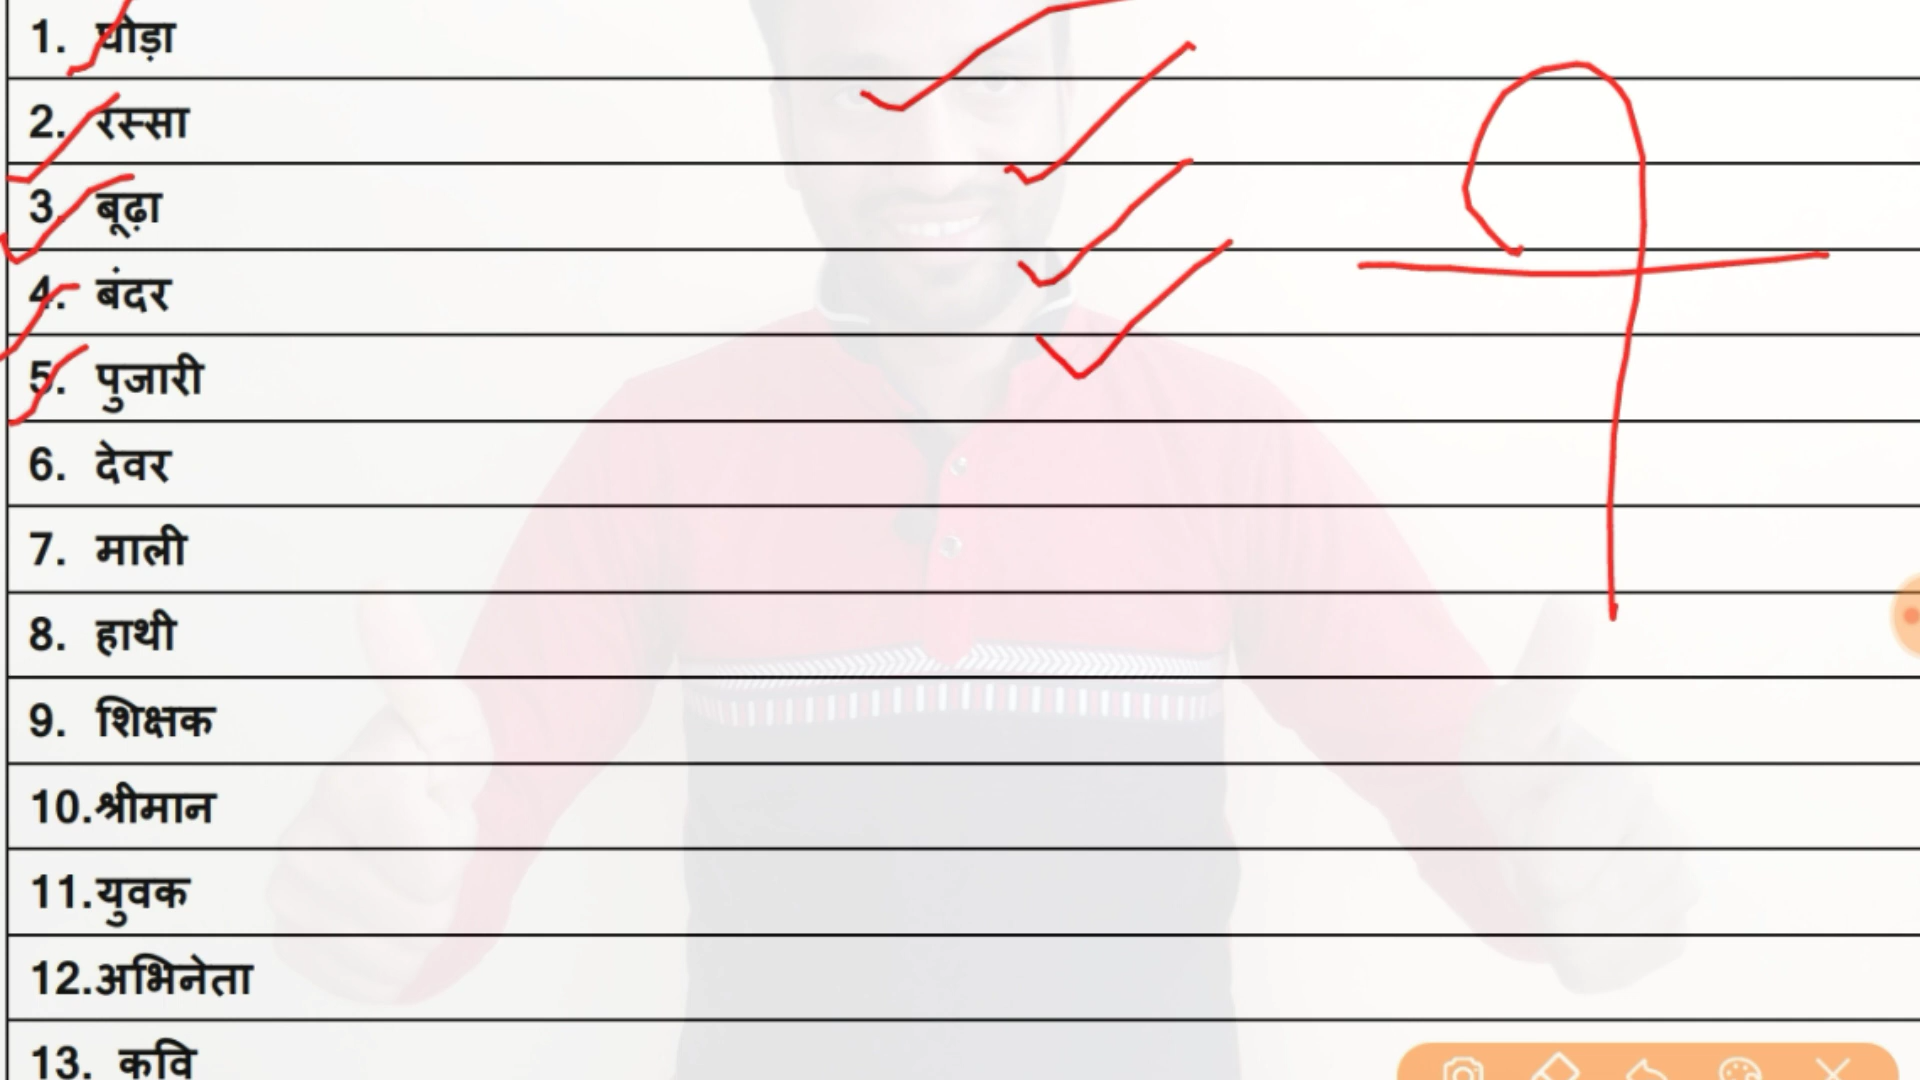 1. घोड़ा
2. रस्सा
3. बूढ़ा
4. बंदर
5. पुजारी
6. देवर
7. माली
8. हाथी
9. शिक्षक
10.श्रीमान
11.युवक
12.अभिनेता
13. कवि